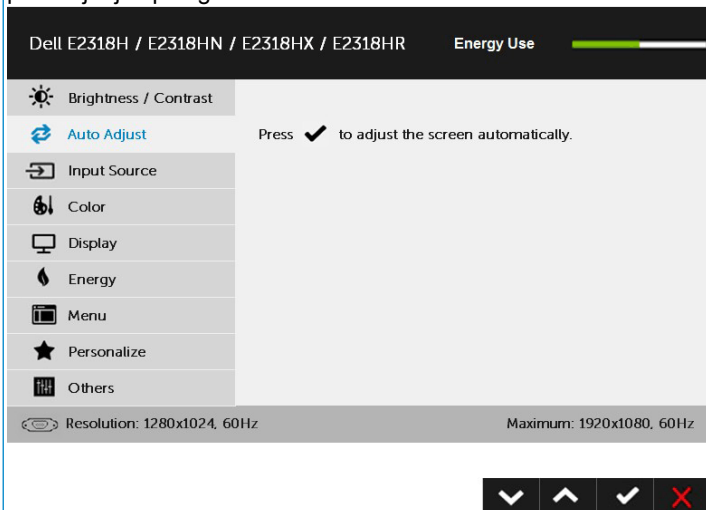 Dell E2318H / E2318HN / E2318HX / E2318HR Energy Use
Brightness / Contrast
Auto Adjust
Press ✔ to adjust the screen automatically.
Input Source
Color
Display
Energy
Menu
Personalize
Others
Resolution: 1280x1024, 60Hz Maximum: 1920x1080, 60Hz